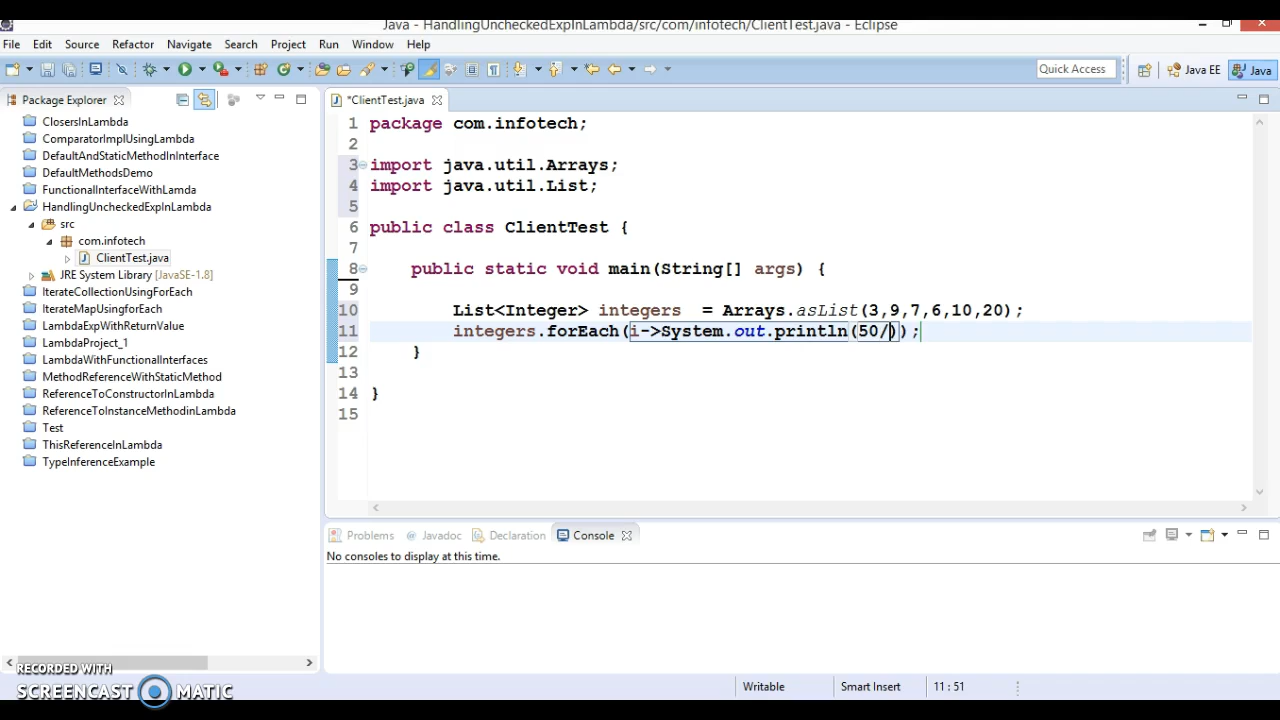 Java - HandlingUncheckedExpInLambda/src/com/infotech/ClientTest.java - Eclipse
File Edit Source Refactor Navigate Search Project Run Window Help
Quick Access Java EE Java
Package Explorer
*ClientTest.java
ClosersInLambda
ComparatorImplUsingLambda
DefaultAndStaticMethodInInterface
DefaultMethodsDemo
FunctionalInterfaceWithLamda
HandlingUncheckedExpInLambda
src
com.infotech
ClientTest.java
JRE System Library [JavaSE-1.8]
IterateCollectionUsingForEach
IterateMapUsingforEach
LambdaExpWithReturnValue
LambdaProject_1
LambdaWithFunctionalInterfaces
MethodReferenceWithStaticMethod
ReferenceToConstructorInLambda
ReferenceToInstanceMethodinLambda
Test
ThisReferenceInLambda
TypeInferenceExample
1 package com.infotech;
2
3 import java.util.Arrays;
4 import java.util.List;
5
6 public class ClientTest {
7
8 public static void main(String[] args) {
9
10 List<Integer> integers = Arrays.asList(3,9,7,6,10,20);
11 integers.forEach(i->System.out.println(50/));
12 }
13
14 }
15
Problems @ Javadoc Declaration Console
No consoles to display at this time.
Writable Smart Insert 11 : 51
RECORDED WITH
SCREENCAST MATIC